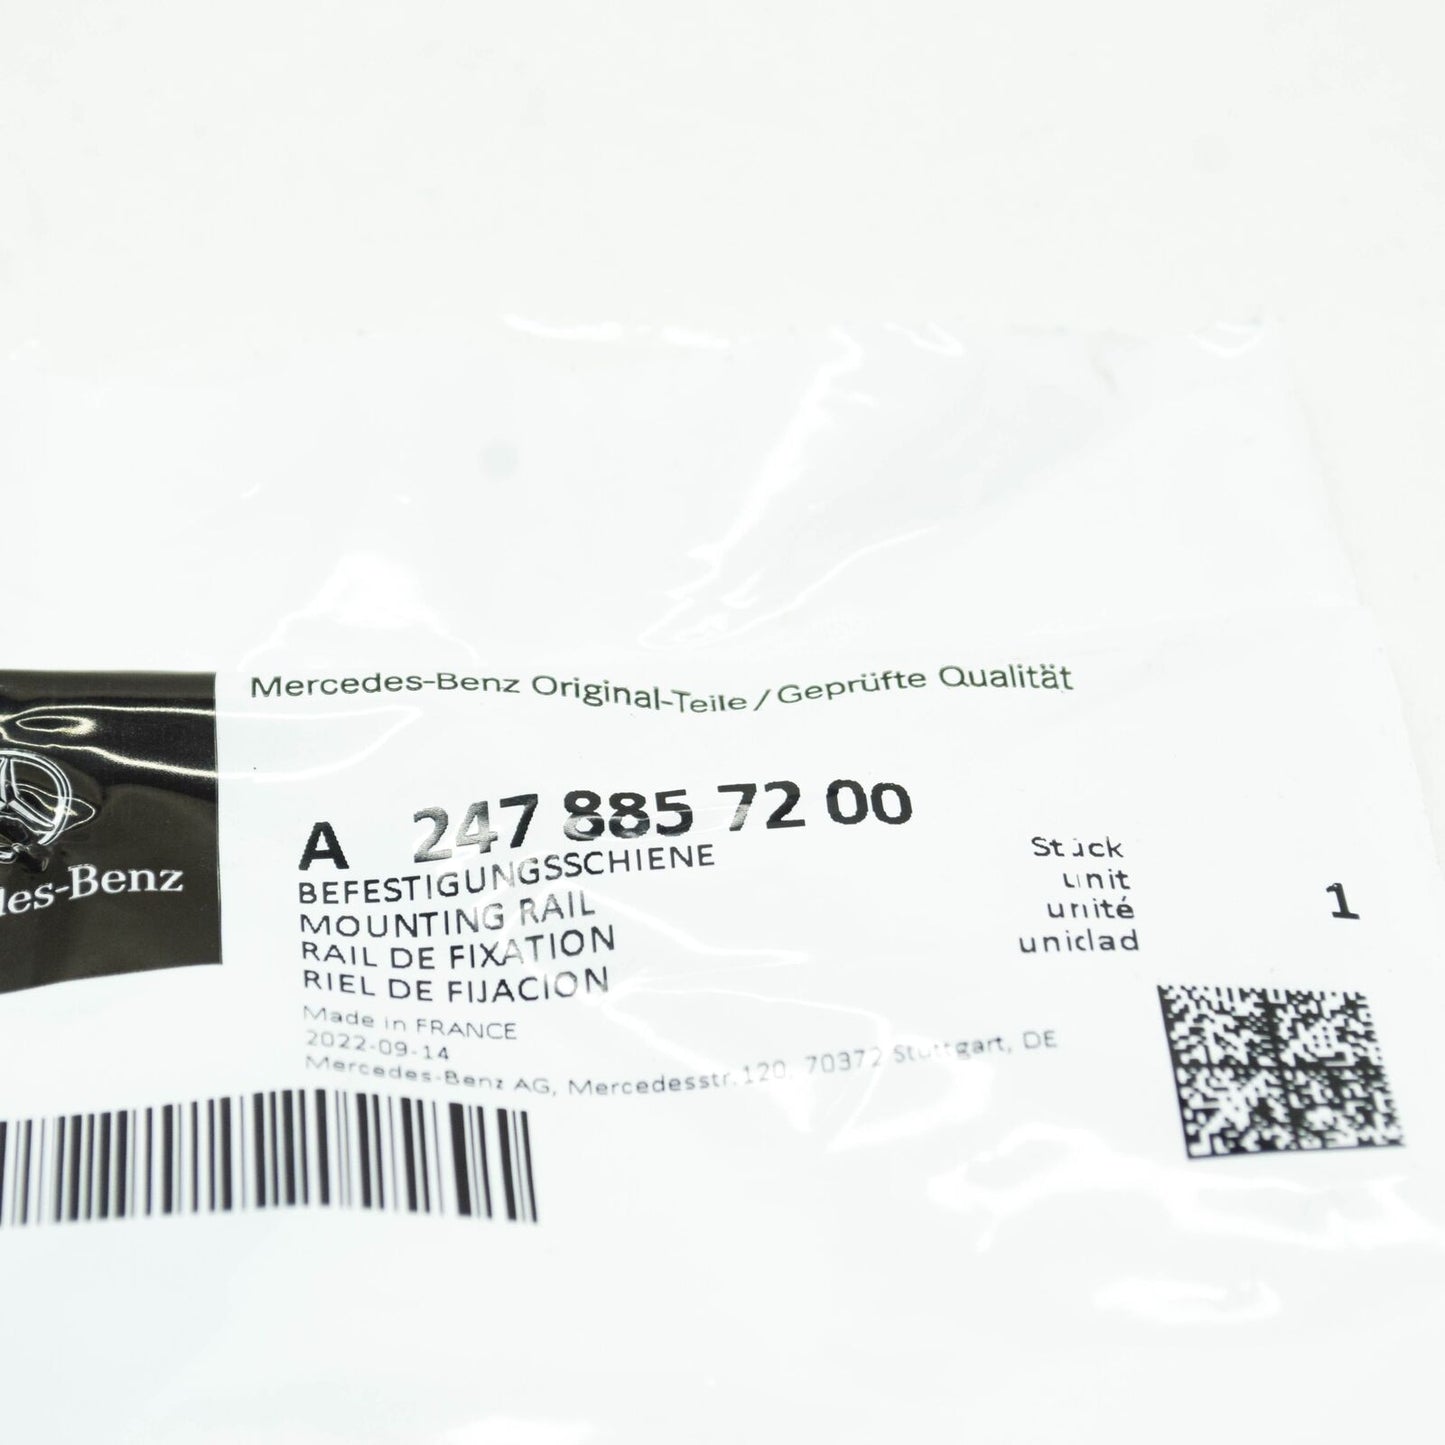 Mercedes-Benz Original-Teile / Geprüfte Qualität
des-Benz
A 247 885 72 00
BEFESTIGUNGSSCHIENE
MOUNTING RAIL
RAIL DE FIXATION
RIEL DE FIJACION
Stück
unit
unité
unidad
1
Made in FRANCE
2022-09-14
Mercedes-Benz AG, Mercedesstr.120, 70372 Stuttgart, DE